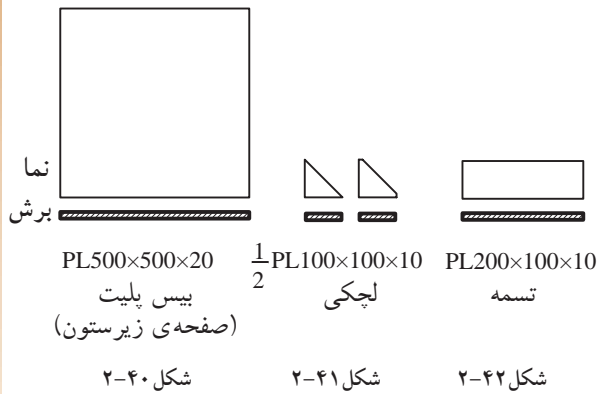 نما
برش
PL500×500×20
بیس پلیت
(صفحه‌ی زیرستون)
شکل ۴۰-۲
1/2 PL100×100×10
لچکی
شکل ۴۱-۲
PL200×100×10
تسمه
شکل ۴۲-۲